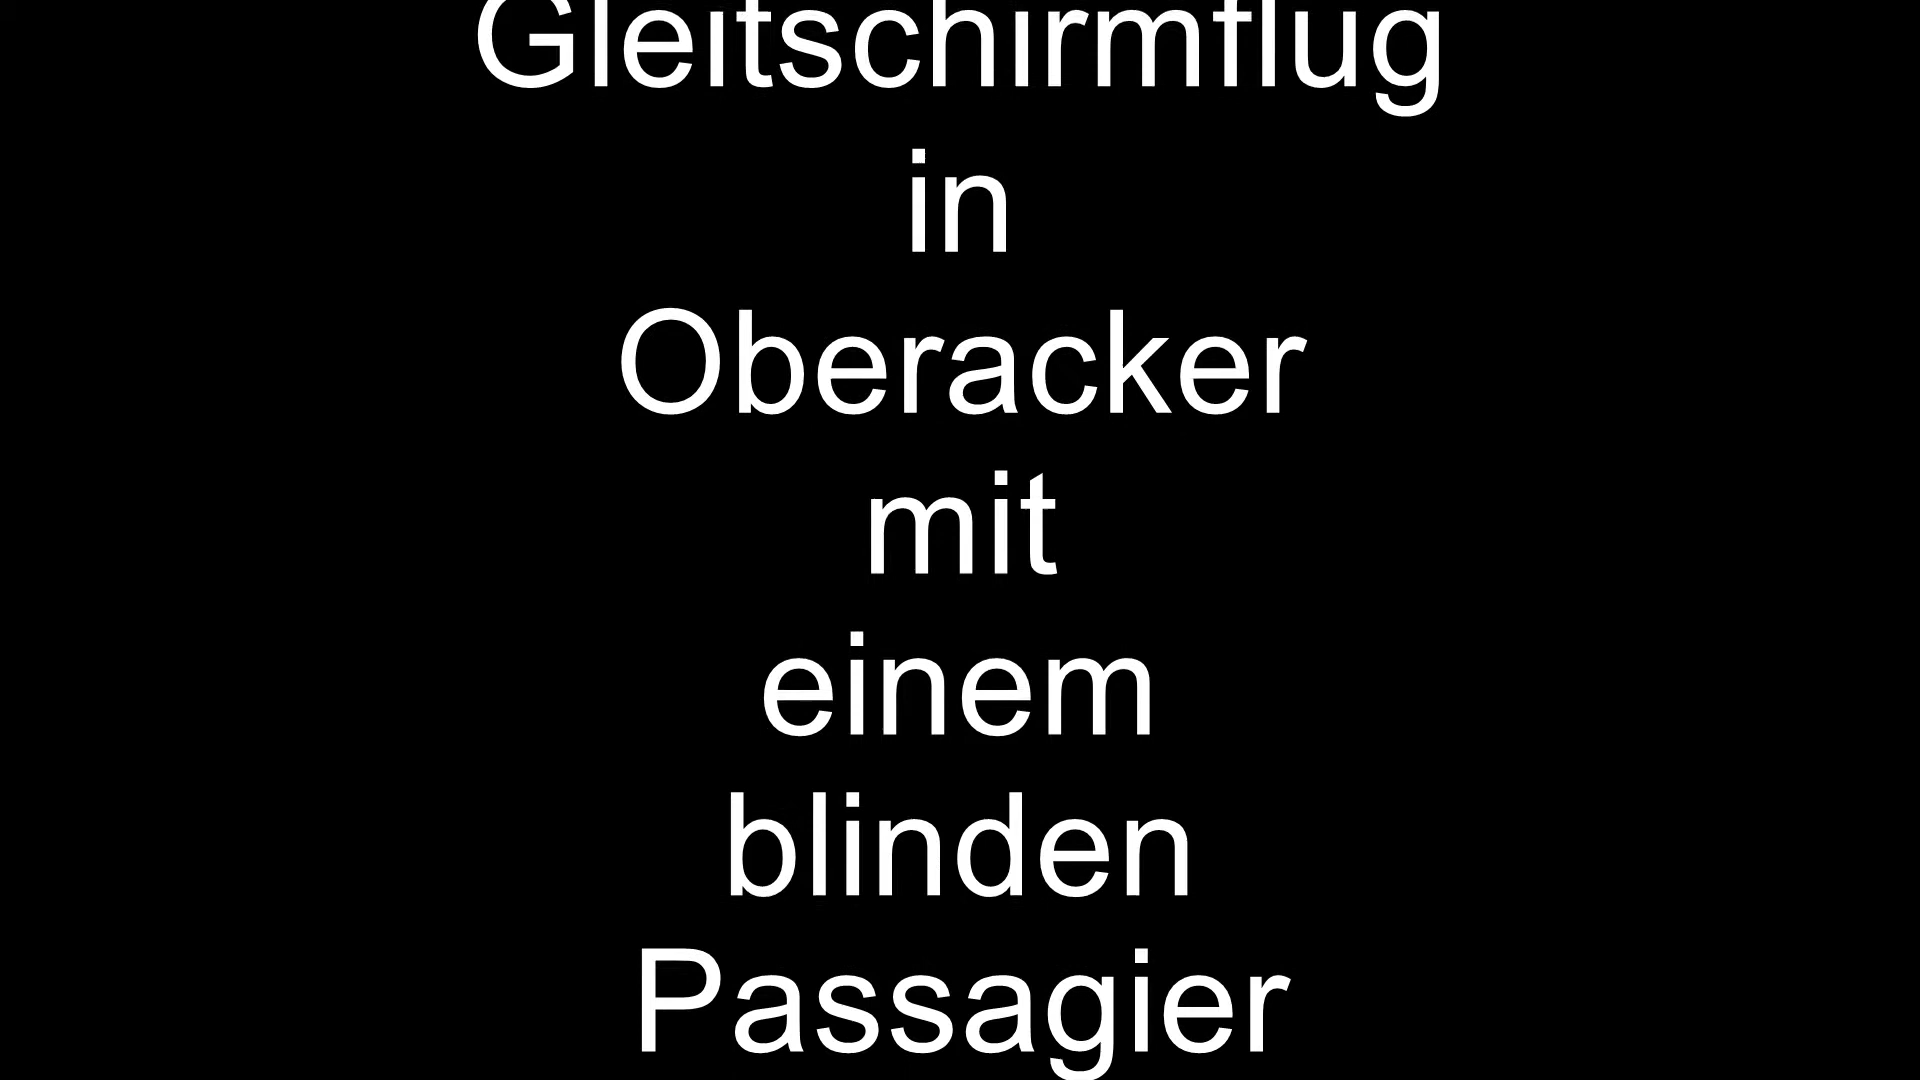 Gleitschirmflug
in
Oberacker
mit
einem
blinden
Passagier